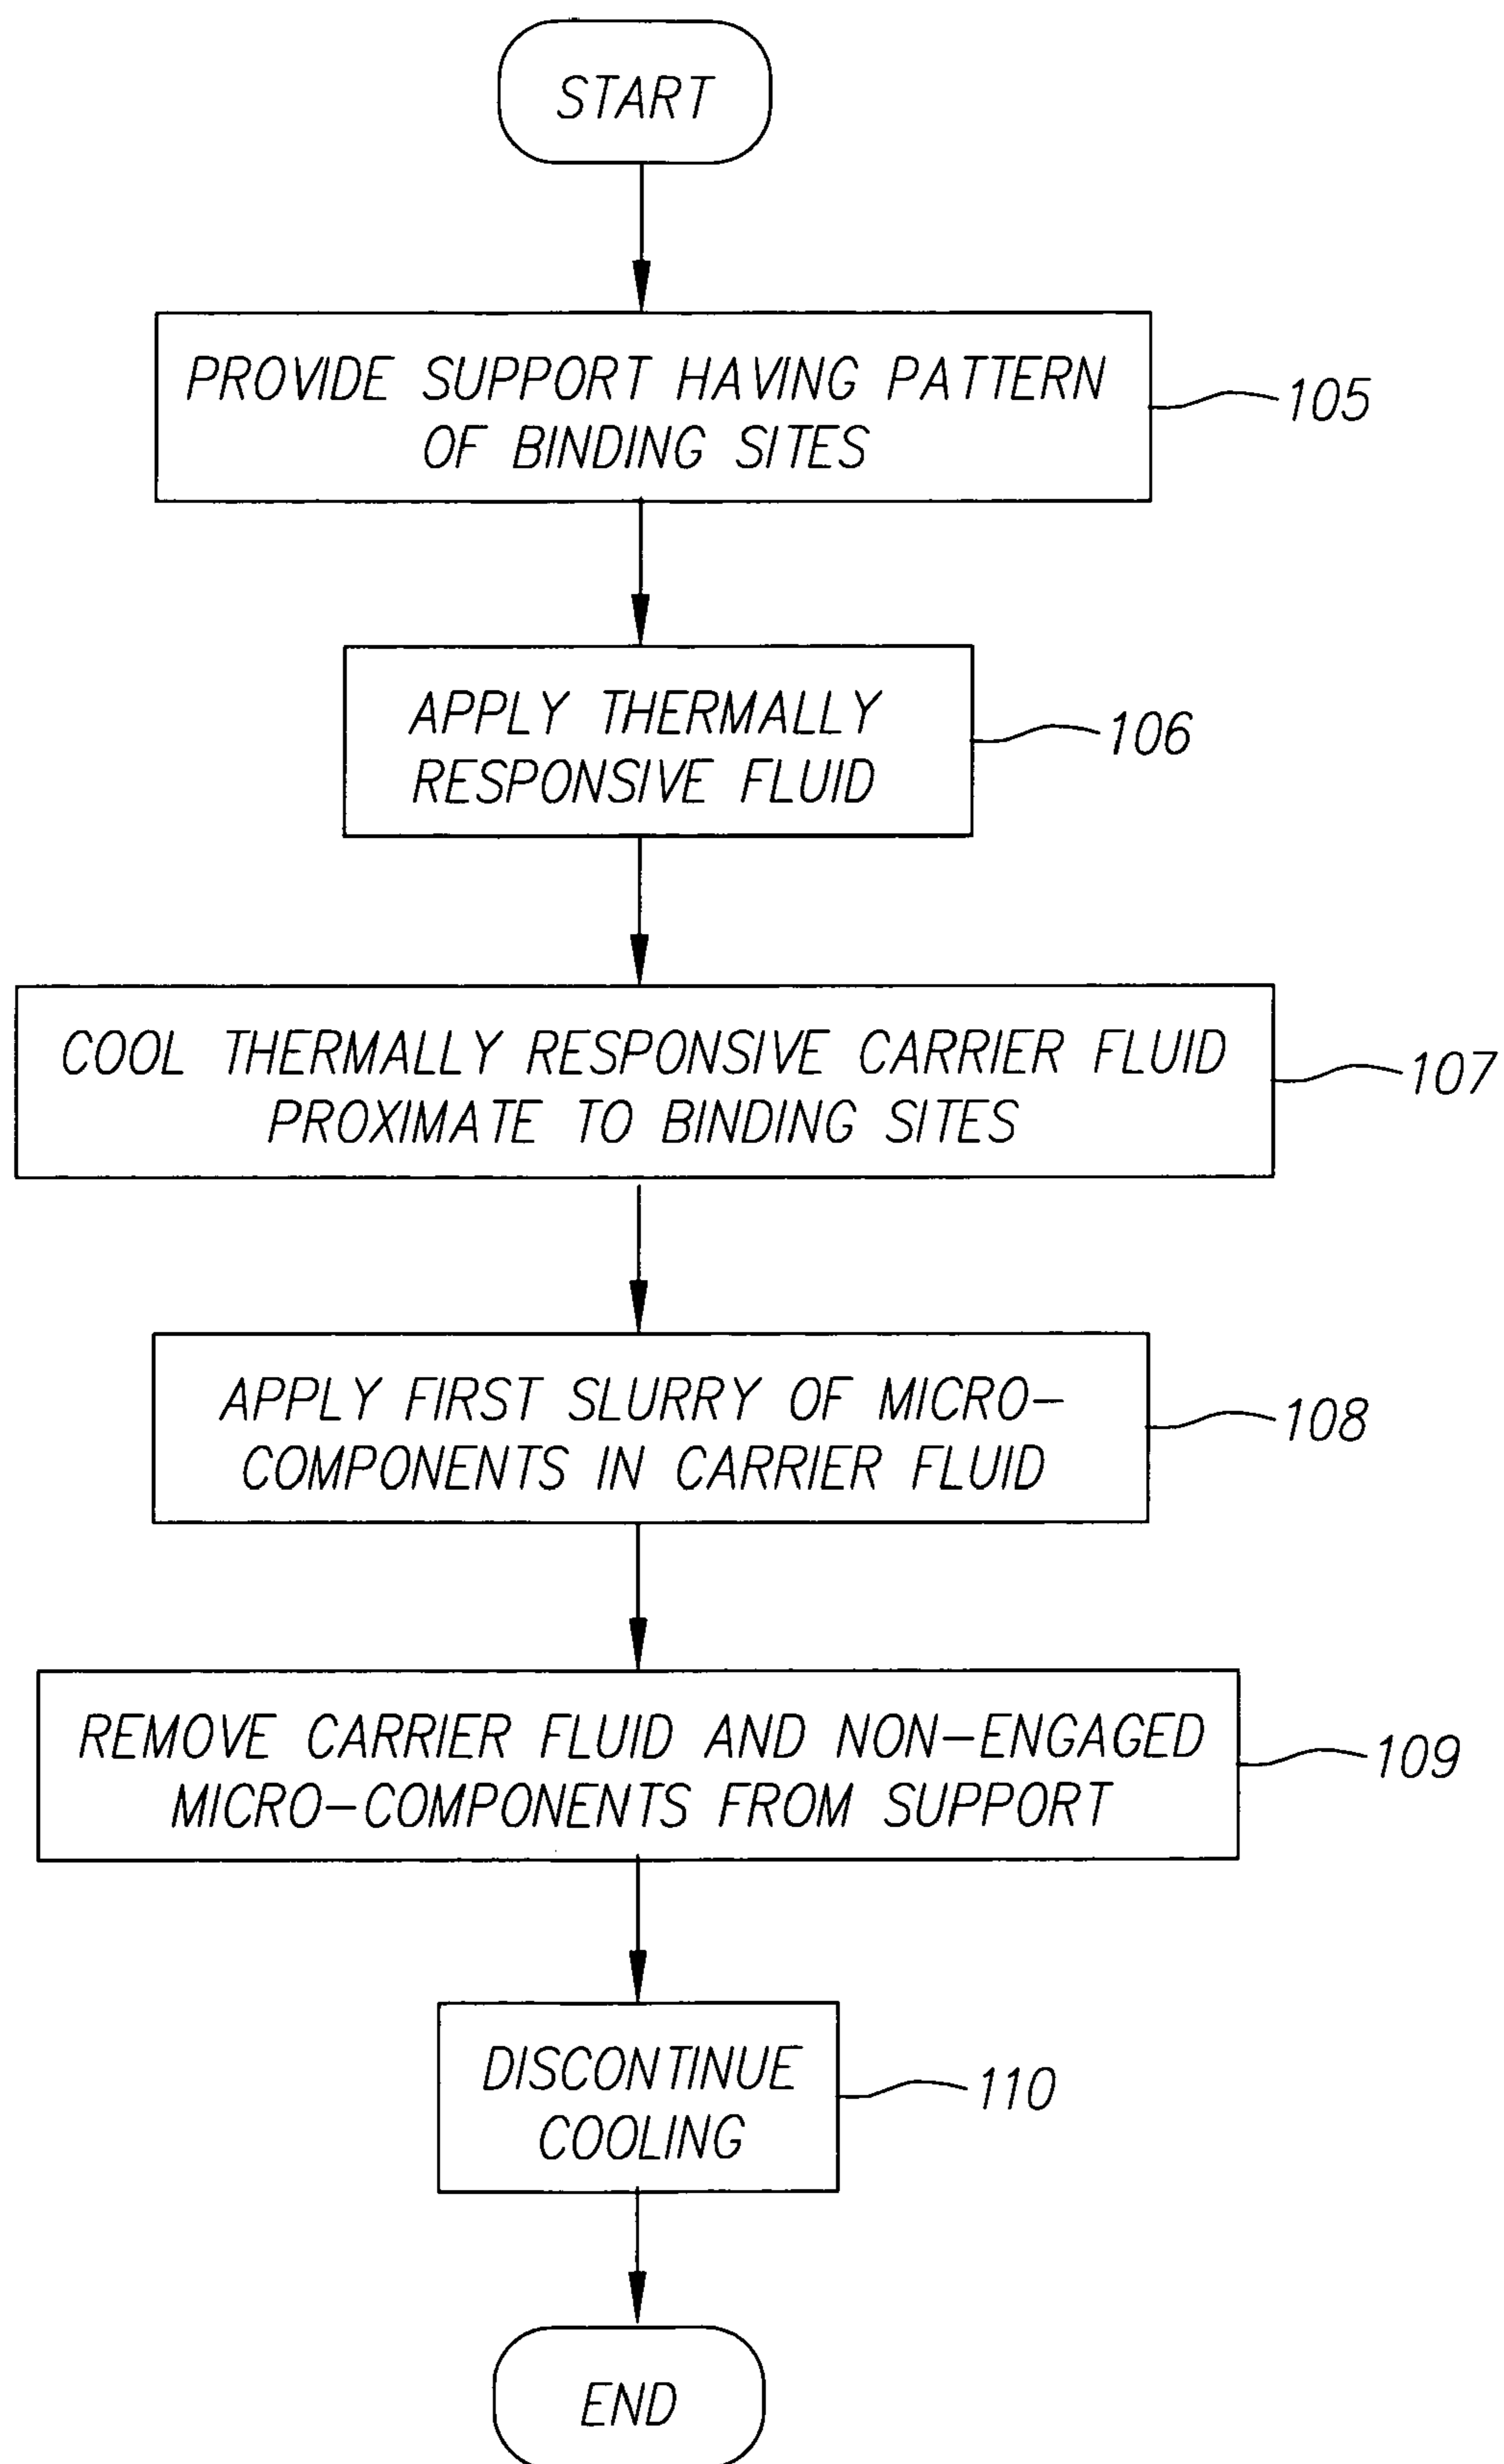 START
PROVIDE SUPPORT HAVING PATTERN
OF BINDING SITES
105
APPLY THERMALLY
RESPONSIVE FLUID
106
COOL THERMALLY RESPONSIVE CARRIER FLUID
PROXIMATE TO BINDING SITES
107
APPLY FIRST SLURRY OF MICRO-
COMPONENTS IN CARRIER FLUID
108
REMOVE CARRIER FLUID AND NON-ENGAGED
MICRO-COMPONENTS FROM SUPPORT
109
DISCONTINUE
COOLING
110
END